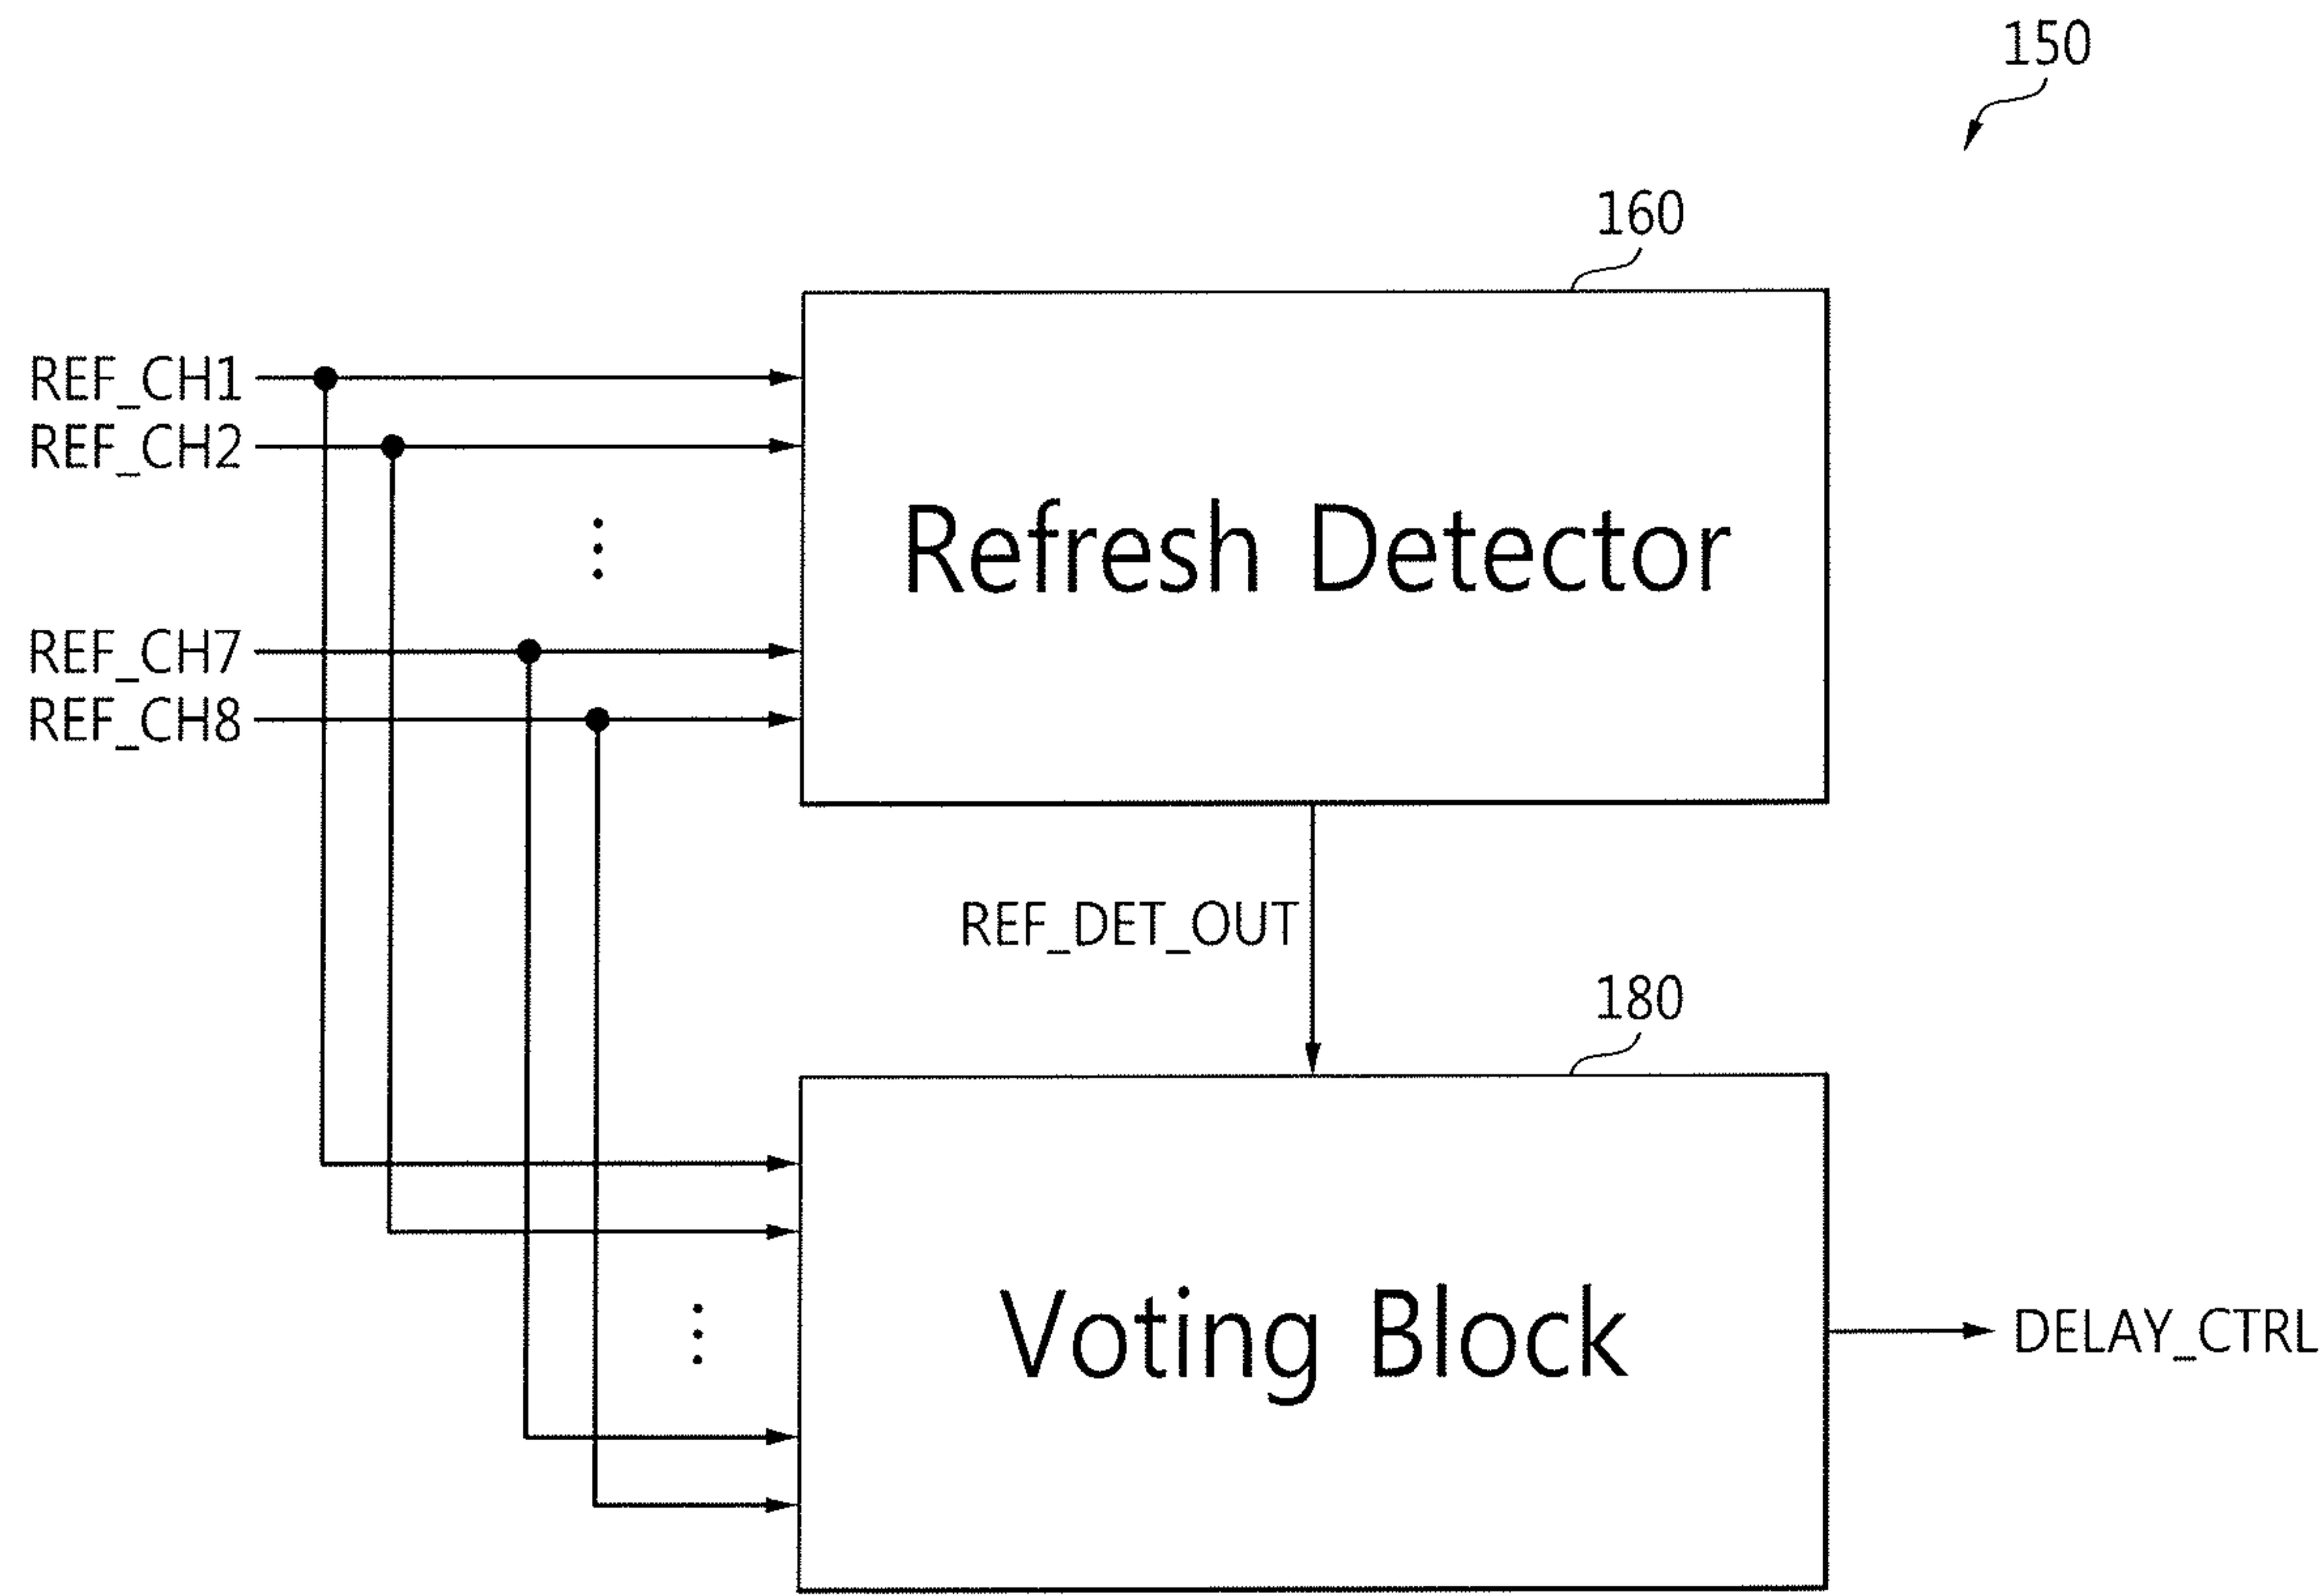 150
160
REF_CH1
REF_CH2
Refresh Detector
REF_CH7
REF_CH8
REF_DET_OUT
180
Voting Block
DELAY_CTRL